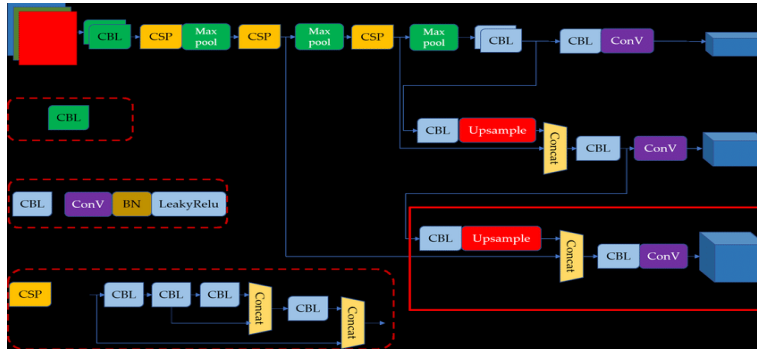 CBL CSP Max pool CSP Max pool CSP Max pool CBL CBL ConV
CBL
CBL Upsample Concat CBL ConV
CBL ConV BN LeakyRelu
CBL Upsample Concat CBL ConV
CSP CBL CBL CBL Concat CBL Concat